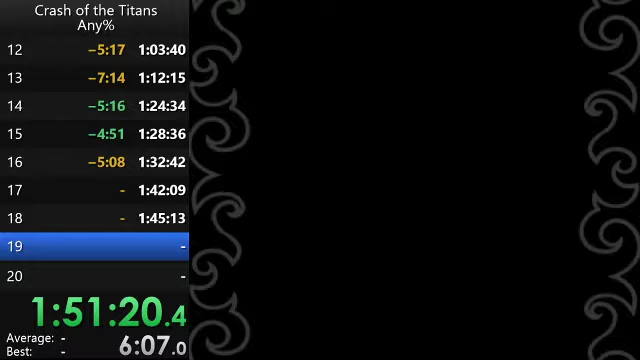 Crash of the Titans
Any%
12 −5:17 1:03:40
13 −7:14 1:12:15
14 −5:16 1:24:34
15 −4:51 1:28:36
16 −5:08 1:32:42
17 - 1:42:09
18 - 1:45:13
19 -
20 -
1:51:20.4
Average: -
Best: - 6:07.0